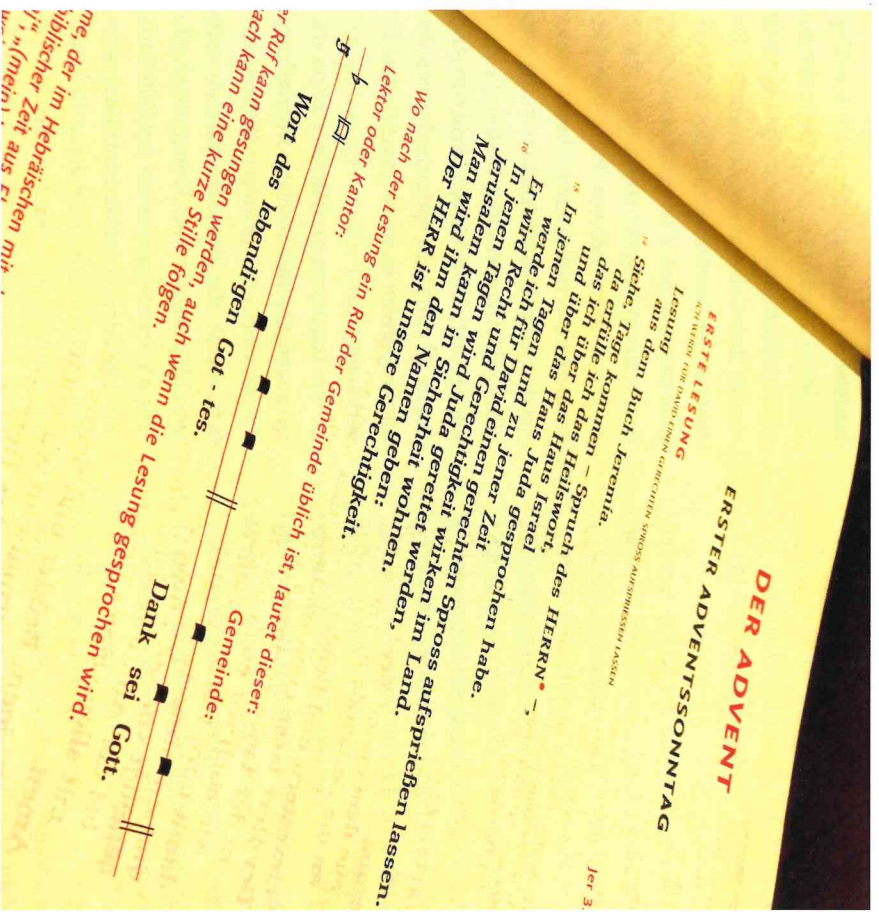 DER ADVENT
ERSTER ADVENTSSONNTAG
ERSTE LESUNG
Jer 3
ICH WERDE FÜR DAVID EINEN GERECHTEN SPROSS AUFSPRIESSEN LASSEN
Lesung
aus dem Buch Jeremia.
14 Siehe, Tage kommen – Spruch des HERRN• –,
da erfülle ich das Heilswort,
das ich über das Haus Israel
und über das Haus Juda gesprochen habe.
15 In jenen Tagen und zu jener Zeit
werde ich für David einen gerechten Spross aufsprießen lassen.
Er wird Recht und Gerechtigkeit wirken im Land.
16 In jenen Tagen wird Juda gerettet werden,
Jerusalem kann in Sicherheit wohnen.
Man wird ihm den Namen geben:
Der HERR ist unsere Gerechtigkeit.
Wo nach der Lesung ein Ruf der Gemeinde üblich ist, lautet dieser:
Lektor oder Kantor: Gemeinde:
Wort des lebendigen Got - tes. Dank sei Gott.
er Ruf kann gesungen werden, auch wenn die Lesung gesprochen wird.
ach kann eine kurze Stille folgen.
me, der im Hebräischen mit
iblischer Zeit aus